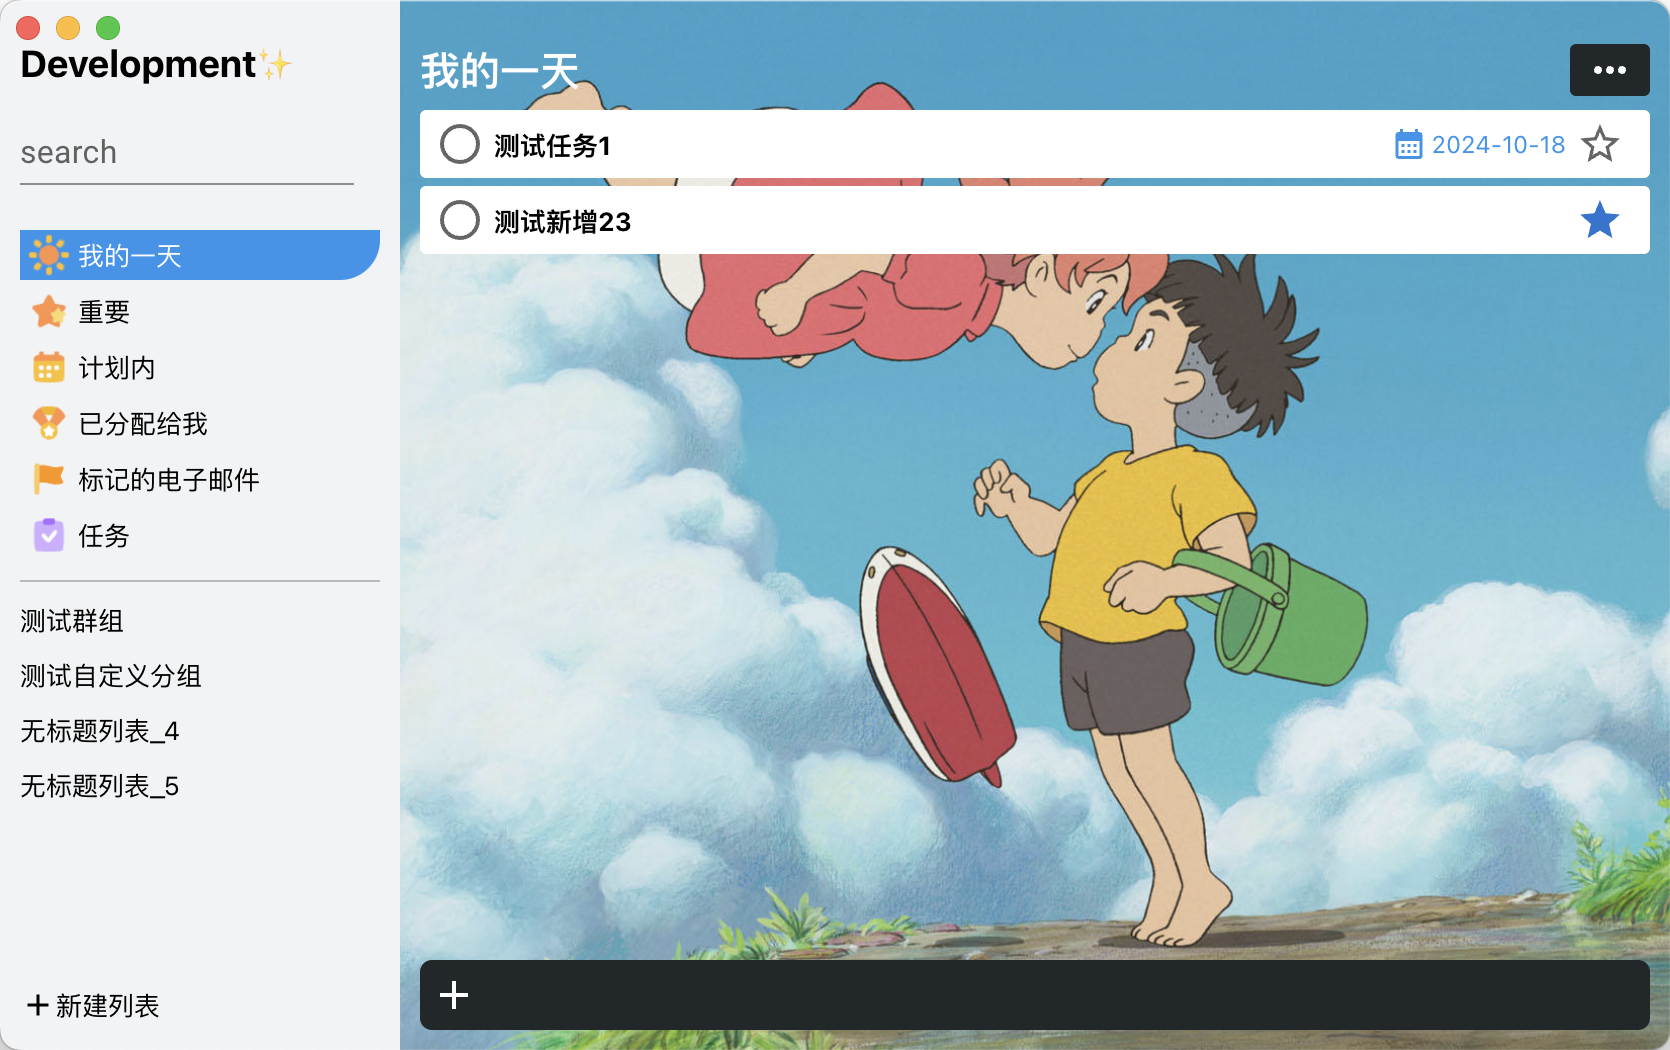 Development✨
search
我的一天
重要
计划内
已分配给我
标记的电子邮件
任务
测试群组
测试自定义分组
无标题列表_4
无标题列表_5
新建列表
我的一天
测试任务1 2024-10-18
测试新增23